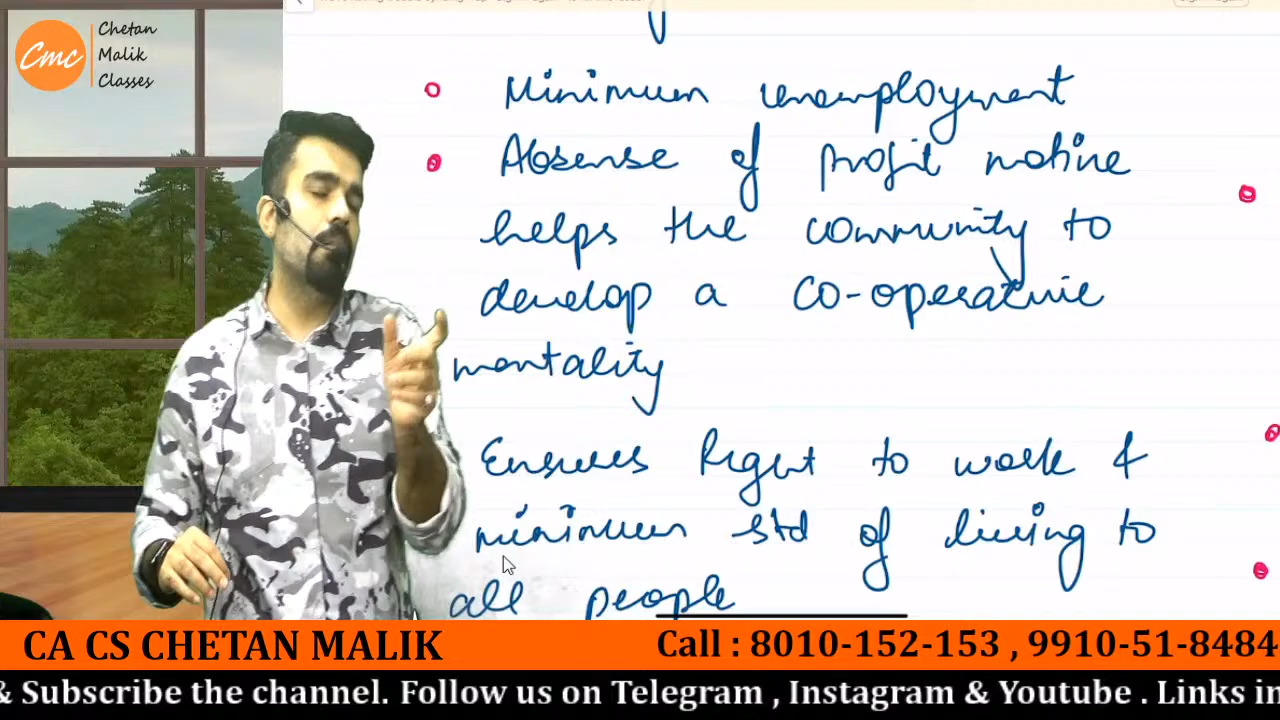 Chetan
Malik
Classes
cmc
Minimum unemployment
Absense of profit motive
helps the community to
develop a co-operative
mentality
Ensures Right to work &
minimum std of living to
all people
CA CS CHETAN MALIK
Call : 8010-152-153 , 9910-51-8484
& Subscribe the channel. Follow us on Telegram , Instagram & Youtube . Links in